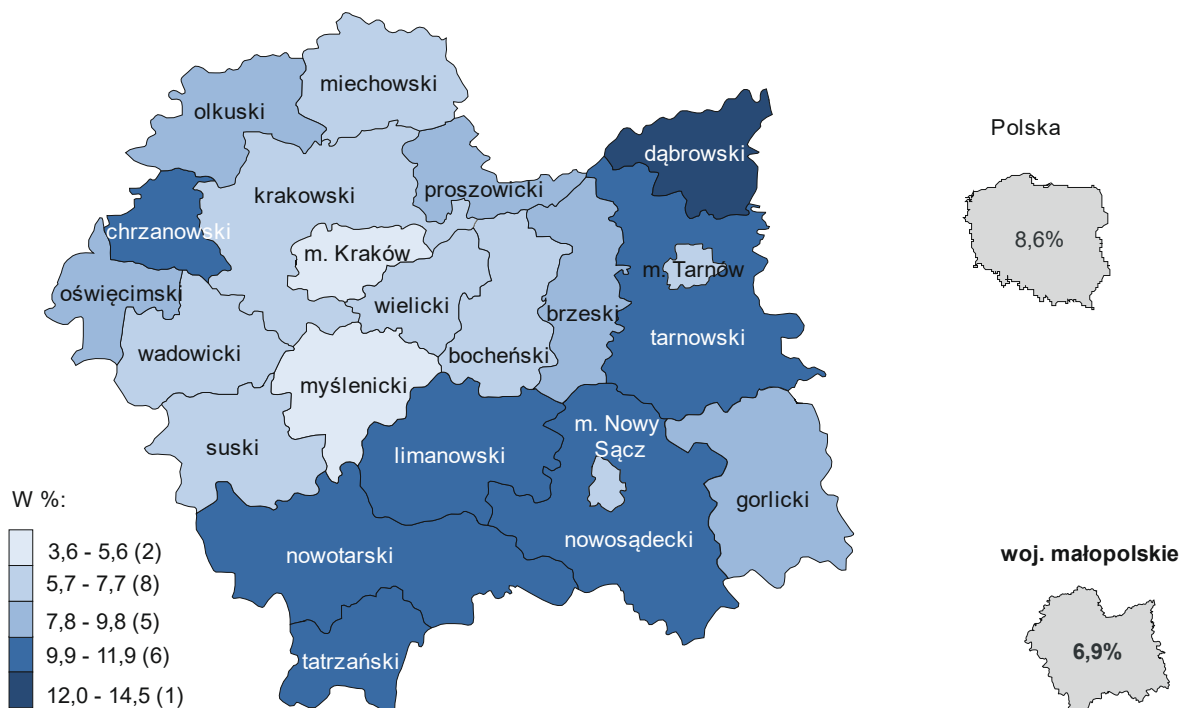 miechowski
olkuski
Polska
dąbrowski
krakowski
proszowicki
chrzanowski
m. Kraków
8,6%
m. Tarnów
oświęcimski
wielicki
brzeski
tarnowski
wadowicki
bocheński
myślenicki
m. Nowy
Sącz
suski
limanowski
W %:
gorlicki
nowosądecki
nowotarski
woj. małopolskie
3,6 - 5,6 (2)
5,7 - 7,7 (8)
7,8 - 9,8 (5)
9,9 - 11,9 (6)
6,9%
tatrzański
12,0 - 14,5 (1)